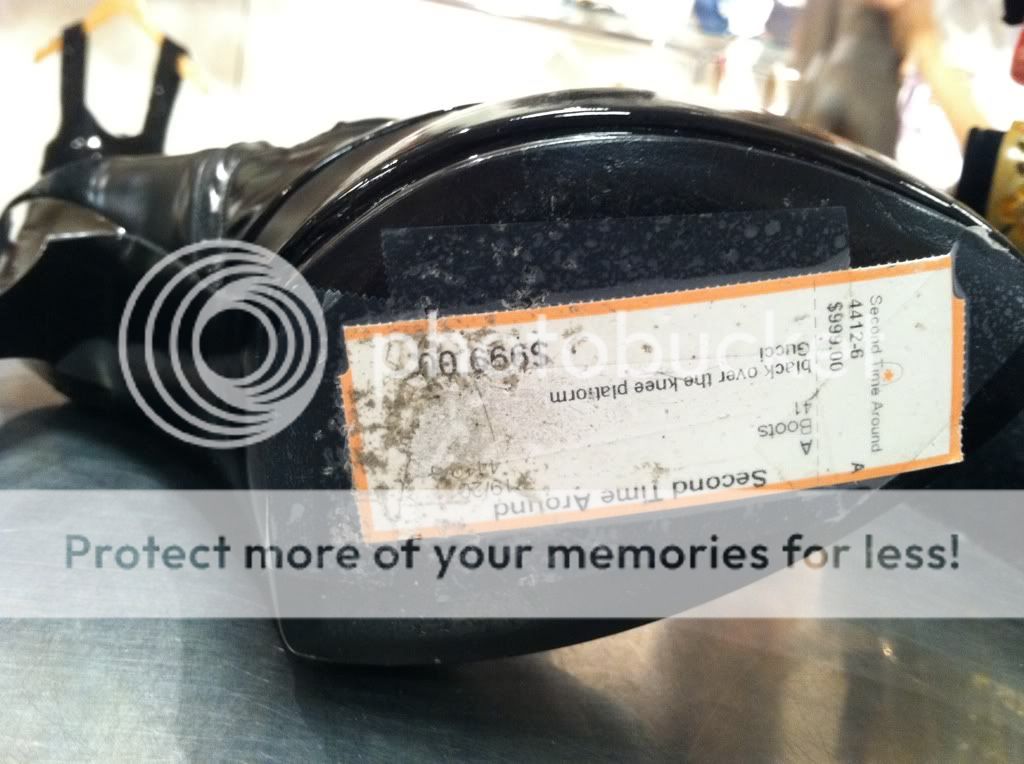 Second Time Around
A Boots
41
black over the knee platform
Gucci
$999.00
Second Time Around
4412-6
$999.00
A
photobucket
Protect more of your memories for less!